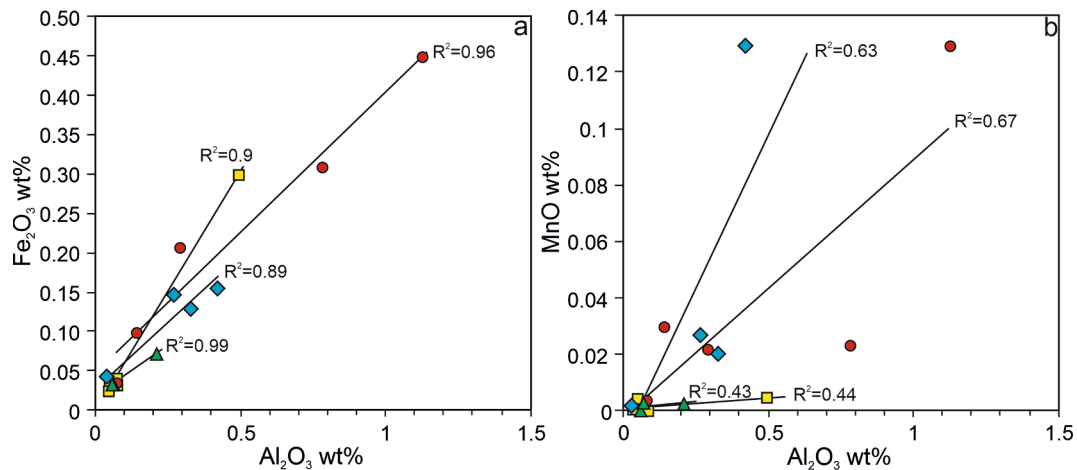 a
0.50
0.45
0.40
0.35
0.30
0.25
0.20
0.15
0.10
0.05
0
Fe₂O₃ wt%
R²=0.96
R²=0.9
R²=0.89
R²=0.99
0 0.5 1 1.5
Al₂O₃ wt%
b
0.14
0.12
0.1
0.08
0.06
0.04
0.02
0
MnO wt%
R²=0.63
R²=0.67
R²=0.43
R²=0.44
0 0.5 1 1.5
Al₂O₃ wt%